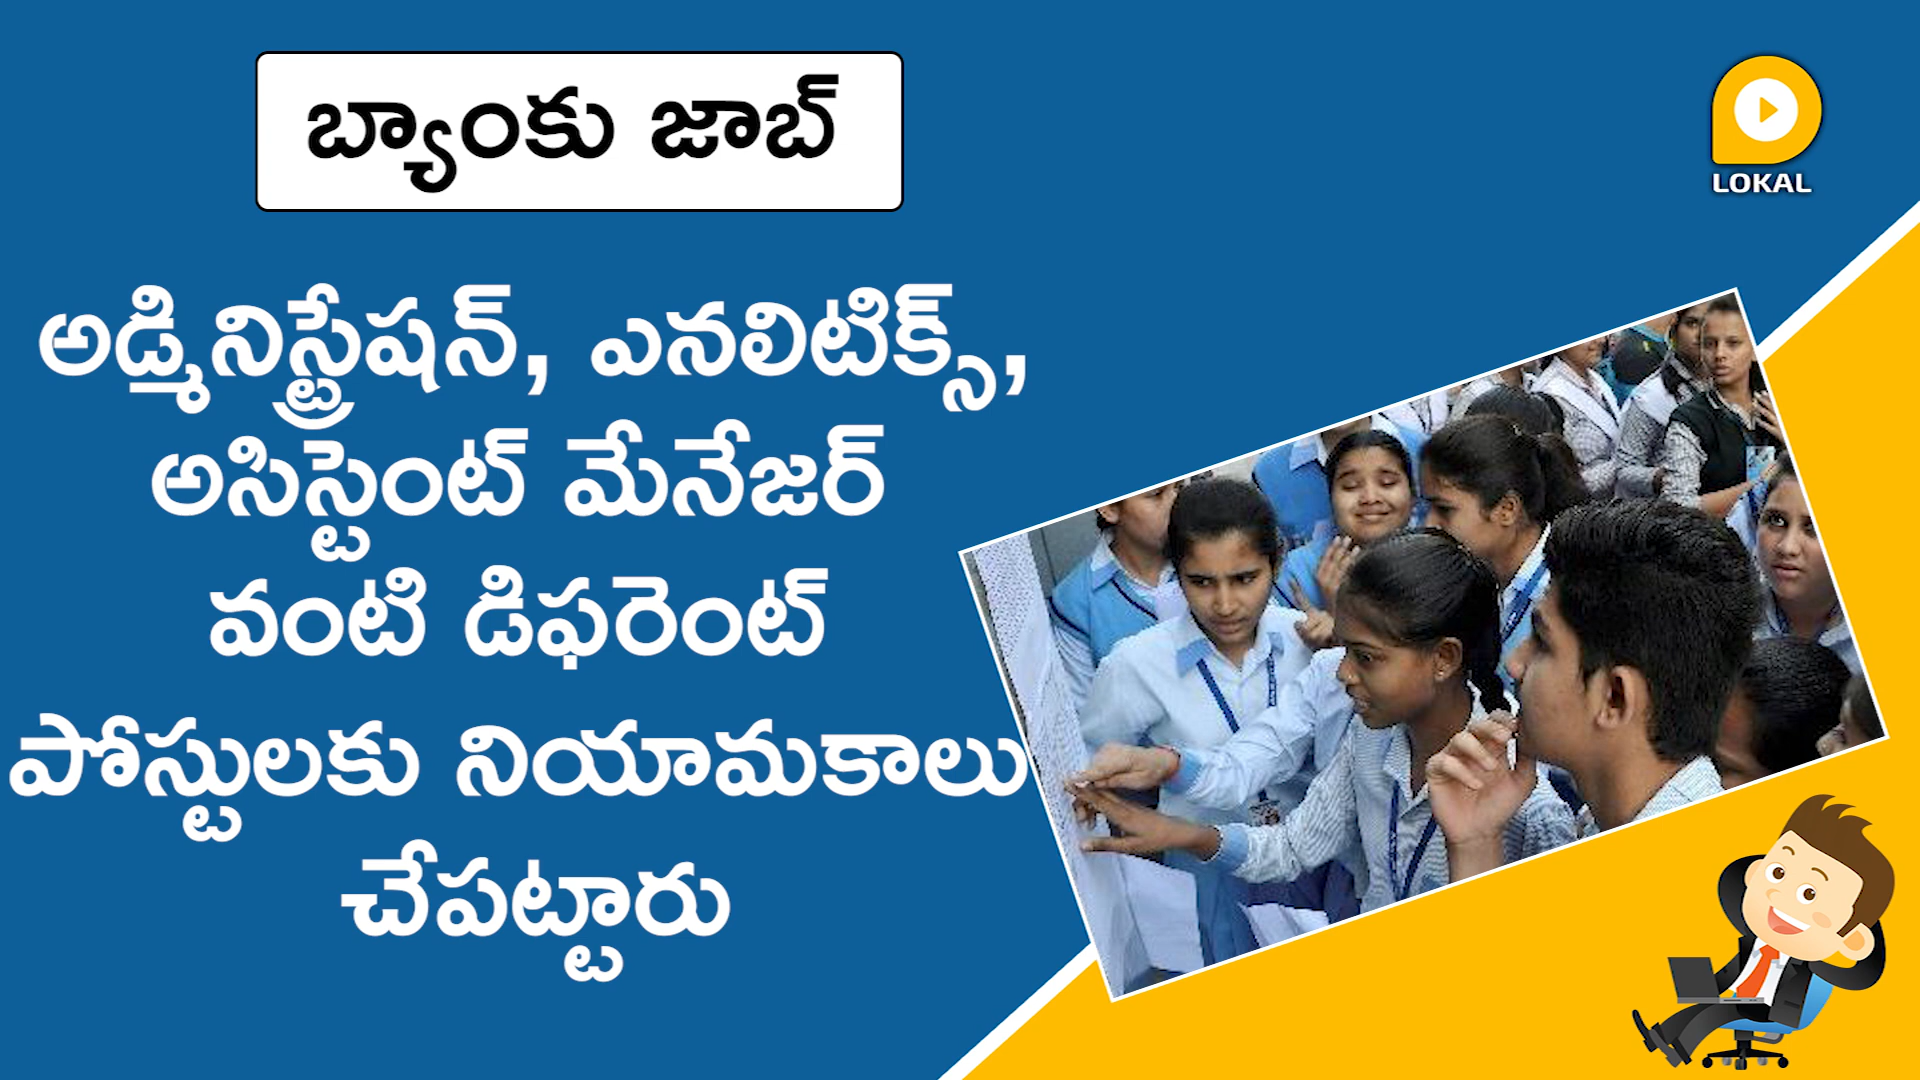 బ్యాంకు జాబ్
LOKAL
అడ్మినిస్ట్రేషన్, ఎనలిటిక్స్,
అసిస్టెంట్ మేనేజర్
వంటి డిఫరెంట్
పోస్టులకు నియామకాలు
చేపట్టారు